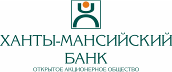 ХАНТЫ-МАНСИЙСКИЙ
БАНК
ОТКРЫТОЕ АКЦИОНЕРНОЕ ОБЩЕСТВО